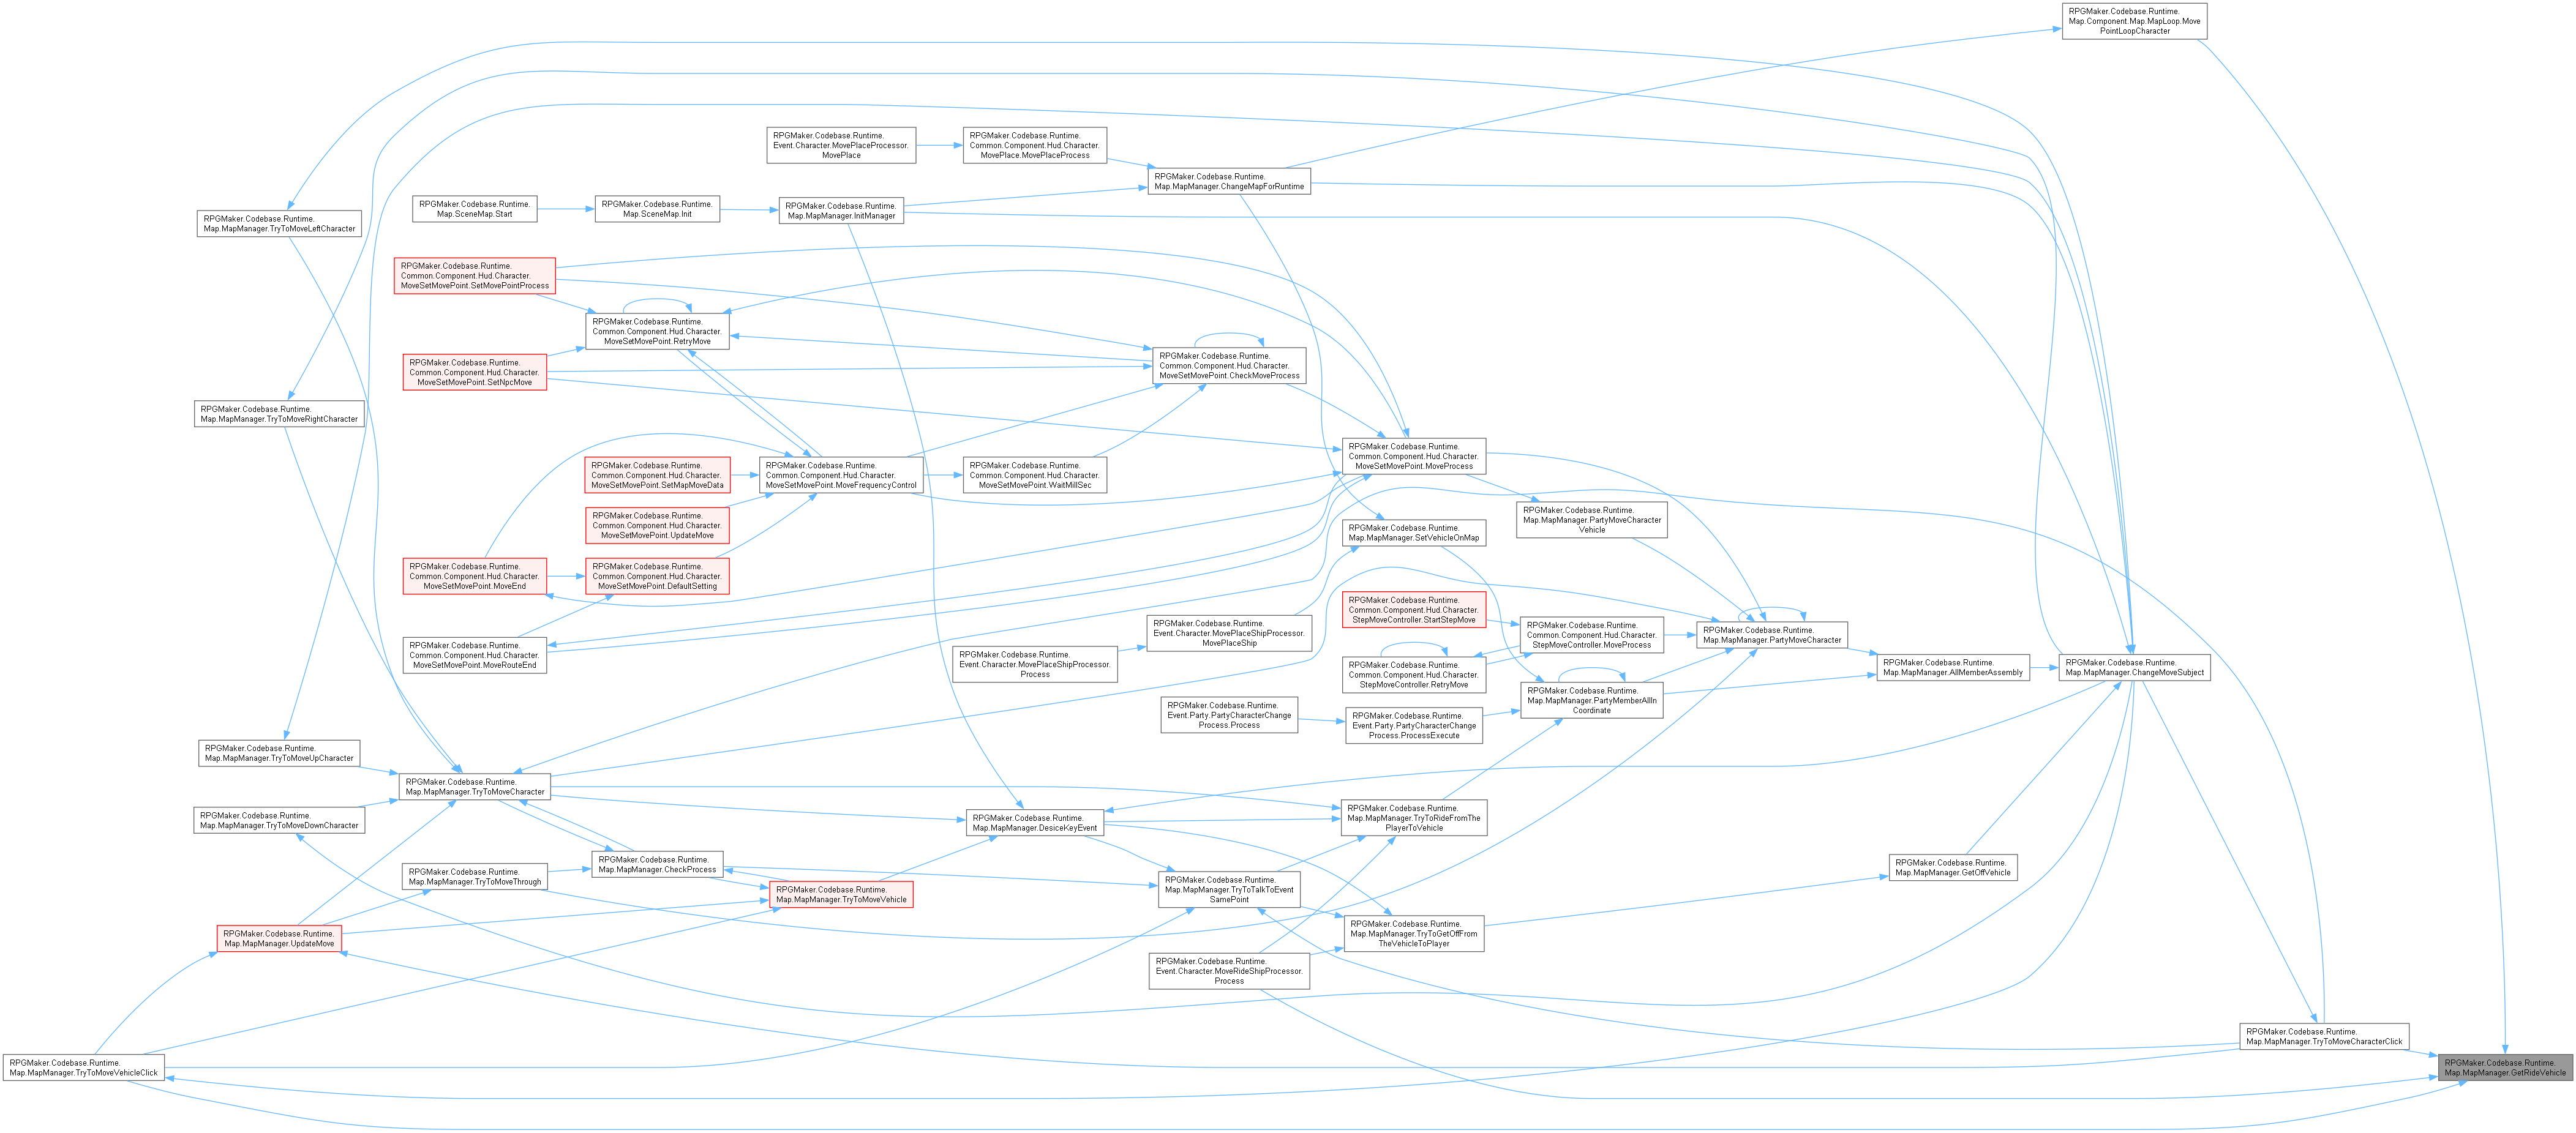 RPGMaker.Codebase.Runtime.
Map.Component.Map.MapLoop.Move
PointLoopCharacter
RPGMaker.Codebase.Runtime.
Event.Character.MovePlaceProcessor.
MovePlace
RPGMaker.Codebase.Runtime.
Common.Component.Hud.Character.
MovePlace.MovePlaceProcess
RPGMaker.Codebase.Runtime.
Map.MapManager.ChangeMapForRuntime
RPGMaker.Codebase.Runtime.
Map.SceneMap.Start
RPGMaker.Codebase.Runtime.
Map.SceneMap.Init
RPGMaker.Codebase.Runtime.
Map.MapManager.InitManager
RPGMaker.Codebase.Runtime.
Map.MapManager.TryToMoveLeftCharacter
RPGMaker.Codebase.Runtime.
Common.Component.Hud.Character.
MoveSetMovePoint.SetMovePointProcess
RPGMaker.Codebase.Runtime.
Common.Component.Hud.Character.
MoveSetMovePoint.RetryMove
RPGMaker.Codebase.Runtime.
Common.Component.Hud.Character.
MoveSetMovePoint.SetNpcMove
RPGMaker.Codebase.Runtime.
Common.Component.Hud.Character.
MoveSetMovePoint.CheckMoveProcess
RPGMaker.Codebase.Runtime.
Map.MapManager.TryToMoveRightCharacter
RPGMaker.Codebase.Runtime.
Common.Component.Hud.Character.
MoveSetMovePoint.MoveProcess
RPGMaker.Codebase.Runtime.
Common.Component.Hud.Character.
MoveSetMovePoint.SetMapMoveData
RPGMaker.Codebase.Runtime.
Common.Component.Hud.Character.
MoveSetMovePoint.MoveFrequencyControl
RPGMaker.Codebase.Runtime.
Common.Component.Hud.Character.
MoveSetMovePoint.WaitMillSec
RPGMaker.Codebase.Runtime.
Common.Component.Hud.Character.
MoveSetMovePoint.UpdateMove
RPGMaker.Codebase.Runtime.
Map.MapManager.SetVehicleOnMap
RPGMaker.Codebase.Runtime.
Map.MapManager.PartyMoveCharacter
Vehicle
RPGMaker.Codebase.Runtime.
Common.Component.Hud.Character.
MoveSetMovePoint.MoveEnd
RPGMaker.Codebase.Runtime.
Common.Component.Hud.Character.
MoveSetMovePoint.DefaultSetting
RPGMaker.Codebase.Runtime.
Common.Component.Hud.Character.
StepMoveController.StartStepMove
RPGMaker.Codebase.Runtime.
Common.Component.Hud.Character.
StepMoveController.MoveProcess
RPGMaker.Codebase.Runtime.
Map.MapManager.PartyMoveCharacter
RPGMaker.Codebase.Runtime.
Common.Component.Hud.Character.
MoveSetMovePoint.MoveRouteEnd
RPGMaker.Codebase.Runtime.
Event.Character.MovePlaceShipProcessor.
Process
RPGMaker.Codebase.Runtime.
Event.Character.MovePlaceShipProcessor.
MovePlaceShip
RPGMaker.Codebase.Runtime.
Common.Component.Hud.Character.
StepMoveController.RetryMove
RPGMaker.Codebase.Runtime.
Map.MapManager.AllMemberAssembly
RPGMaker.Codebase.Runtime.
Map.MapManager.ChangeMoveSubject
RPGMaker.Codebase.Runtime.
Map.MapManager.PartyMemberAllIn
Coordinate
RPGMaker.Codebase.Runtime.
Event.Party.PartyCharacterChange
Process.Process
RPGMaker.Codebase.Runtime.
Event.Party.PartyCharacterChange
Process.ProcessExecute
RPGMaker.Codebase.Runtime.
Map.MapManager.TryToMoveUpCharacter
RPGMaker.Codebase.Runtime.
Map.MapManager.TryToMoveCharacter
RPGMaker.Codebase.Runtime.
Map.MapManager.TryToMoveDownCharacter
RPGMaker.Codebase.Runtime.
Map.MapManager.DesiceKeyEvent
RPGMaker.Codebase.Runtime.
Map.MapManager.TryToRideFromThe
PlayerToVehicle
RPGMaker.Codebase.Runtime.
Map.MapManager.TryToMoveThrough
RPGMaker.Codebase.Runtime.
Map.MapManager.CheckProcess
RPGMaker.Codebase.Runtime.
Map.MapManager.TryToMoveVehicle
RPGMaker.Codebase.Runtime.
Map.MapManager.TryToTalkToEvent
SamePoint
RPGMaker.Codebase.Runtime.
Map.MapManager.GetOffVehicle
RPGMaker.Codebase.Runtime.
Map.MapManager.UpdateMove
RPGMaker.Codebase.Runtime.
Map.MapManager.TryToGetOffFrom
TheVehicleToPlayer
RPGMaker.Codebase.Runtime.
Event.Character.MoveRideShipProcessor.
Process
RPGMaker.Codebase.Runtime.
Map.MapManager.TryToMoveVehicleClick
RPGMaker.Codebase.Runtime.
Map.MapManager.TryToMoveCharacterClick
RPGMaker.Codebase.Runtime.
Map.MapManager.GetRideVehicle